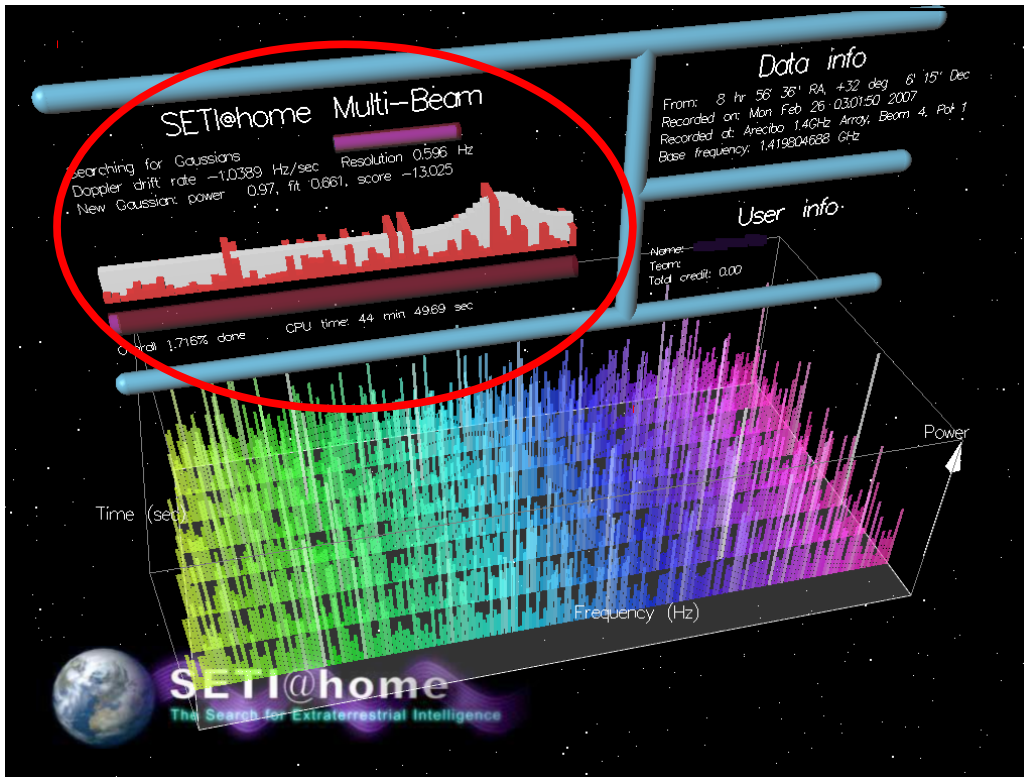 SETI@home Multi-Beam
Searching for Gaussians
Doppler drift rate -1.0389 Hz/sec Resolution 0.596 Hz
New Gaussian: power 0.97, fit 0.661, score -13.025
Overall 1.716% done CPU time: 44 min 49.69 sec
Data info
From: 8 hr 56' 36" RA, +32 deg 6' 15" Dec
Recorded on: Mon Feb 26 03:01:50 2007
Recorded at: Arecibo 1.4GHz Array, Beam 4, Pol 1
Base frequency: 1.419804688 GHz
User info
Name:
Team:
Total credit: 0.00
Power
Time (sec)
Frequency (Hz)
SETI@home
The Search for Extraterrestrial Intelligence